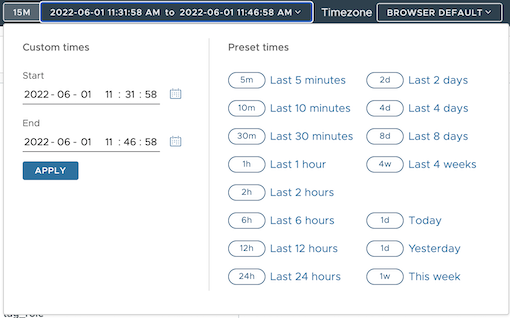 15M 2022-06-01 11:31:58 AM to 2022-06-01 11:46:58 AM Timezone BROWSER DEFAULT
Custom times
Start
2022-06-01 11:31:58
End
2022-06-01 11:46:58
APPLY
Preset times
5m Last 5 minutes
10m Last 10 minutes
30m Last 30 minutes
1h Last 1 hour
2h Last 2 hours
6h Last 6 hours
12h Last 12 hours
24h Last 24 hours
2d Last 2 days
4d Last 4 days
8d Last 8 days
4w Last 4 weeks
1d Today
1d Yesterday
1w This week